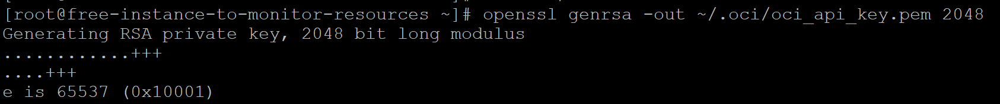 [root@free-instance-to-monitor-resources ~]# openssl genrsa -out ~/.oci/oci_api_key.pem 2048
Generating RSA private key, 2048 bit long modulus
............+++
....+++
e is 65537 (0x10001)